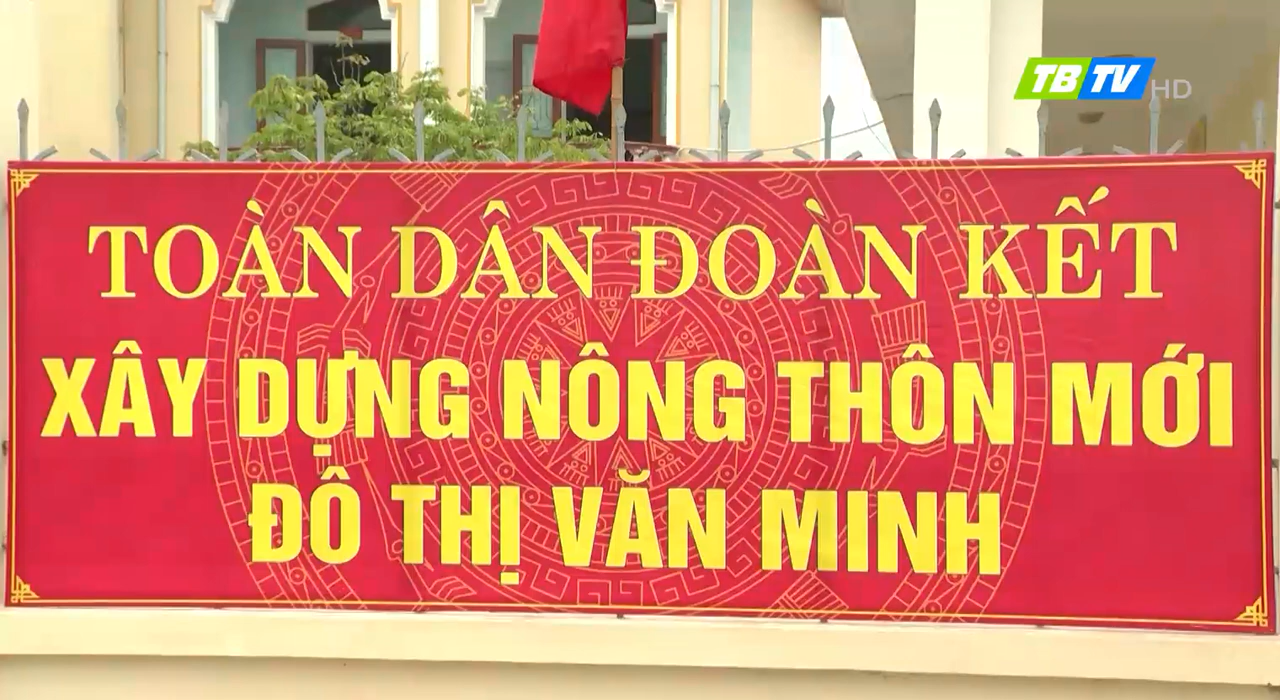 TBTV HD
TOÀN DÂN ĐOÀN KẾT
XÂY DỰNG NÔNG THÔN MỚI
ĐÔ THỊ VĂN MINH